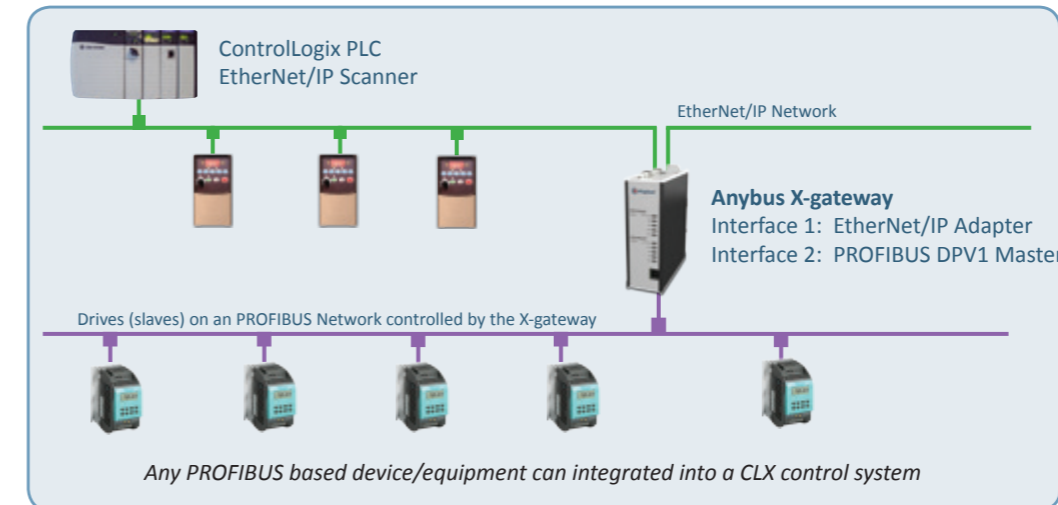 ControlLogix PLC
EtherNet/IP Scanner
EtherNet/IP Network
Anybus X-gateway
Interface 1: EtherNet/IP Adapter
Interface 2: PROFIBUS DPV1 Master
Drives (slaves) on an PROFIBUS Network controlled by the X-gateway
Any PROFIBUS based device/equipment can integrated into a CLX control system